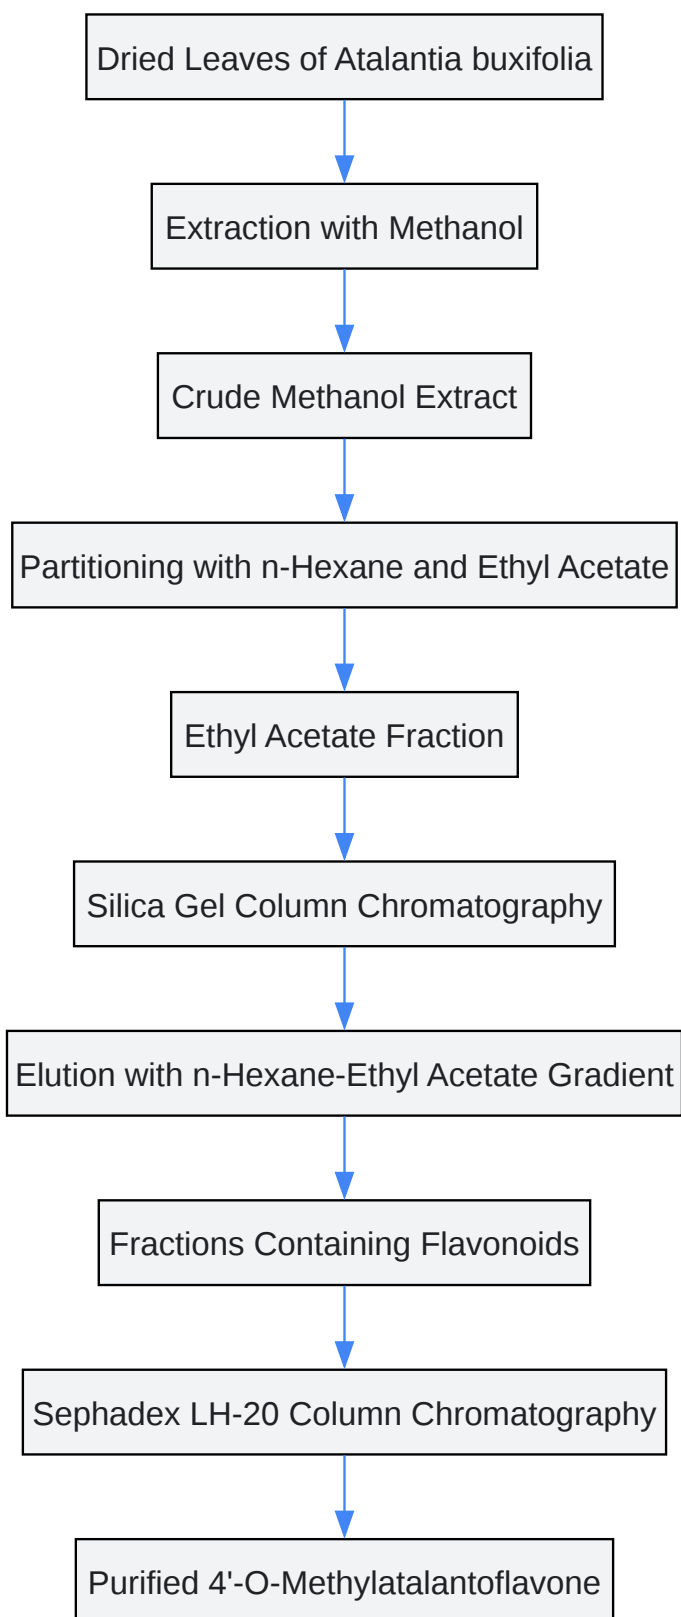 Dried Leaves of Atalantia buxifolia
Extraction with Methanol
Crude Methanol Extract
Partitioning with n-Hexane and Ethyl Acetate
Ethyl Acetate Fraction
Silica Gel Column Chromatography
Elution with n-Hexane-Ethyl Acetate Gradient
Fractions Containing Flavonoids
Sephadex LH-20 Column Chromatography
Purified 4'-O-Methylatalantoflavone